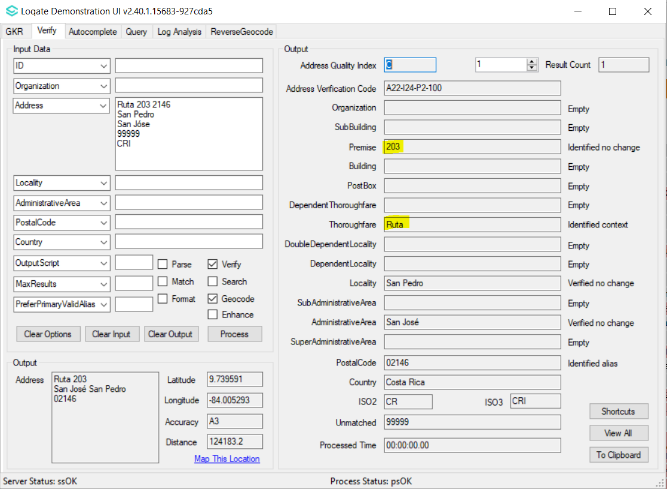 Loqate Demonstration UI v2.40.1.15683-927cda5
GKR Verify Autocomplete Query Log Analysis ReverseGeocode
Input Data
ID
Organization
Address
Ruta 203 2146
San Pedro
San Jóse
99999
CRI
Locality
AdministrativeArea
PostalCode
Country
OutputScript Parse Verify
MaxResults Match Search
PreferPrimaryValidAlias Format Geocode
Enhance
Clear Options Clear Input Clear Output Process
Output
Address
Ruta 203
San José San Pedro
02146
Latitude 9.739591
Longitude -84.005293
Accuracy A3
Distance 124183.2
Map This Location
Output
Address Quality Index C 1 Result Count 1
Address Verification Code A22-I24-P2-100
Organization Empty
SubBuilding Empty
Premise 203 Identified no change
Building Empty
PostBox Empty
DependentThoroughfare Empty
Thoroughfare Ruta Identified context
DoubleDependentLocality Empty
DependentLocality Empty
Locality San Pedro Verified no change
SubAdministrativeArea Empty
AdministrativeArea San José Verified no change
SuperAdministrativeArea Empty
PostalCode 02146 Identified alias
Country Costa Rica
ISO2 CR ISO3 CRI
Unmatched 99999
Processed Time 00:00:00.00
Shortcuts
View All
To Clipboard
Server Status: ssOK Process Status: psOK